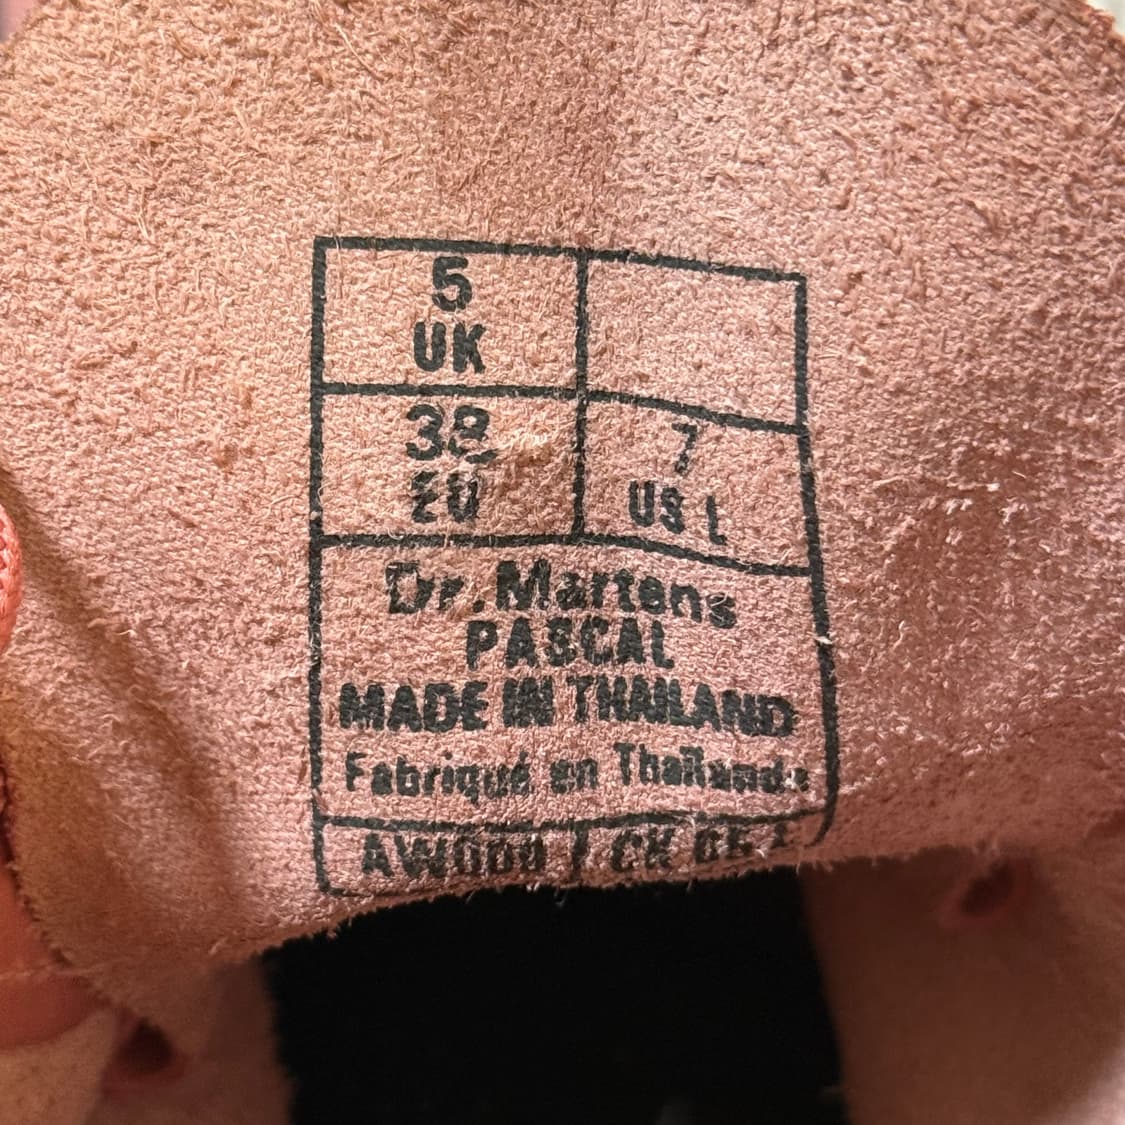 5
UK
38
EU
7
US L
Dr. Martens
PASCAL
MADE IN THAILAND
Fabriqué en Thaïlande